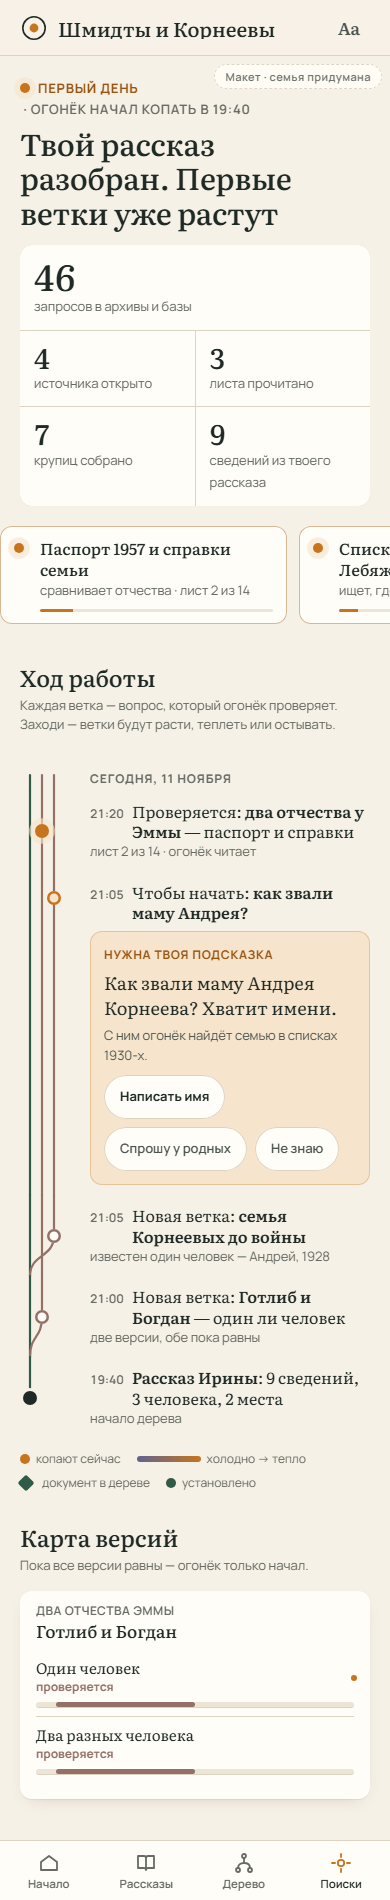 Шмидты и Корнеевы
Аа
Макет · семья придумана
ПЕРВЫЙ ДЕНЬ
· ОГОНЁК НАЧАЛ КОПАТЬ В 19:40
Твой рассказ
разобран. Первые
ветки уже растут
46
запросов в архивы и базы
4
источника открыто
3
листа прочитано
7
крупиц собрано
9
сведений из твоего
рассказа
Паспорт 1957 и справки
семьи
сравнивает отчества · лист 2 из 14
Списк
Лебяж
ищет, гд
Ход работы
Каждая ветка — вопрос, который огонёк проверяет.
Заходи — ветки будут расти, теплеть или остывать.
СЕГОДНЯ, 11 НОЯБРЯ
21:20 Проверяется: два отчества у
Эммы — паспорт и справки
лист 2 из 14 · огонёк читает
21:05 Чтобы начать: как звали
маму Андрея?
НУЖНА ТВОЯ ПОДСКАЗКА
Как звали маму Андрея
Корнеева? Хватит имени.
С ним огонёк найдёт семью в списках
1930-х.
Написать имя
Спрошу у родных
Не знаю
21:05 Новая ветка: семья
Корнеевых до войны
известен один человек — Андрей, 1928
21:00 Новая ветка: Готлиб и
Богдан — один ли человек
две версии, обе пока равны
19:40 Рассказ Ирины: 9 сведений,
3 человека, 2 места
начало дерева
копают сейчас
холодно → тепло
документ в дереве
установлено
Карта версий
Пока все версии равны — огонёк только начал.
ДВА ОТЧЕСТВА ЭММЫ
Готлиб и Богдан
Один человек
проверяется
Два разных человека
проверяется
Начало
Рассказы
Дерево
Поиски